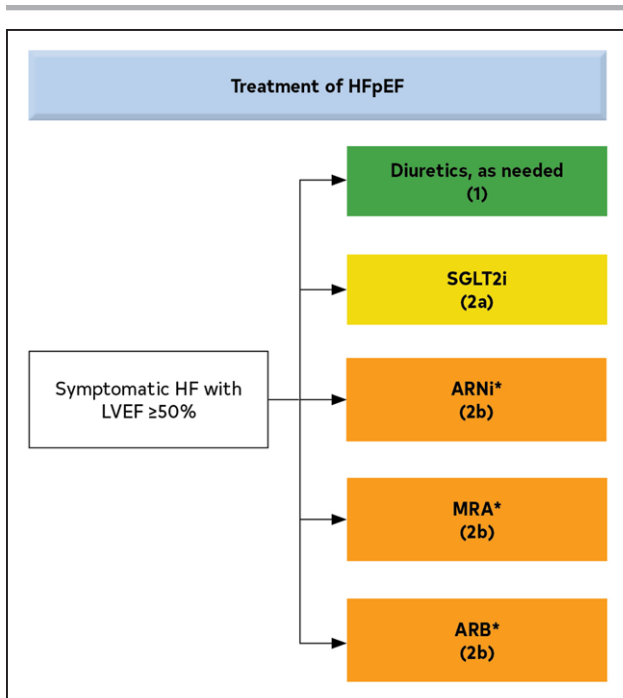 Treatment of HFpEF
Diuretics, as needed
(1)
SGLT2i
(2a)
Symptomatic HF with
LVEF ≥50%
ARNi*
(2b)
MRA*
(2b)
ARB*
(2b)